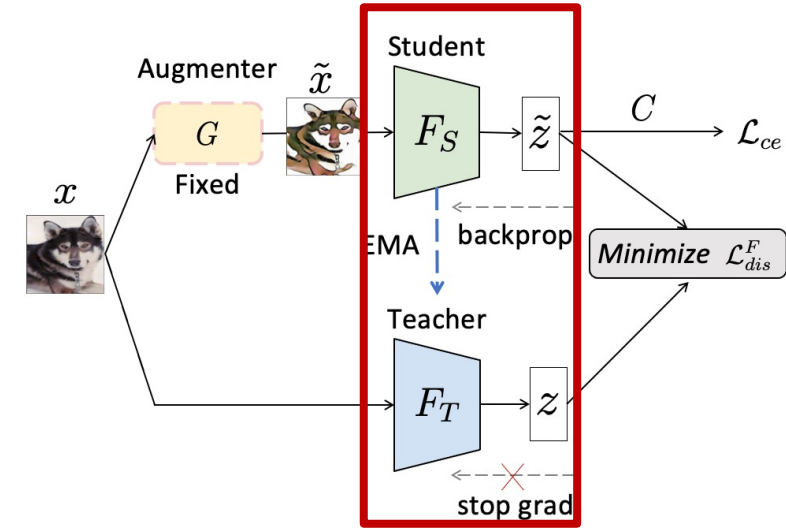 Student
Augmenter
x̃
G
F_S
z̃
C
ℒ_ce
Fixed
x
EMA
backprop
Minimize ℒ^F_dis
Teacher
F_T
z
stop grad